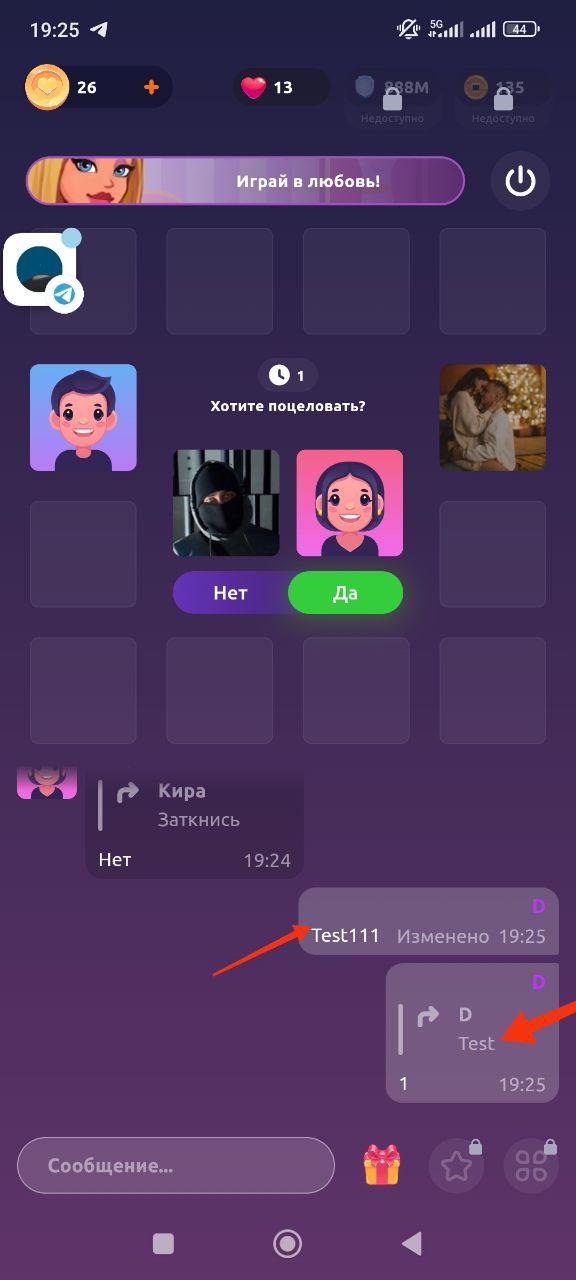 19:25
5G
44
26
13
888M
135
Недоступно
Недоступно
Играй в любовь!
1
Хотите поцеловать?
Нет
Да
Кира
Заткнись
Нет 19:24
D
Test111 Изменено 19:25
D
D
Test
1 19:25
Сообщение...